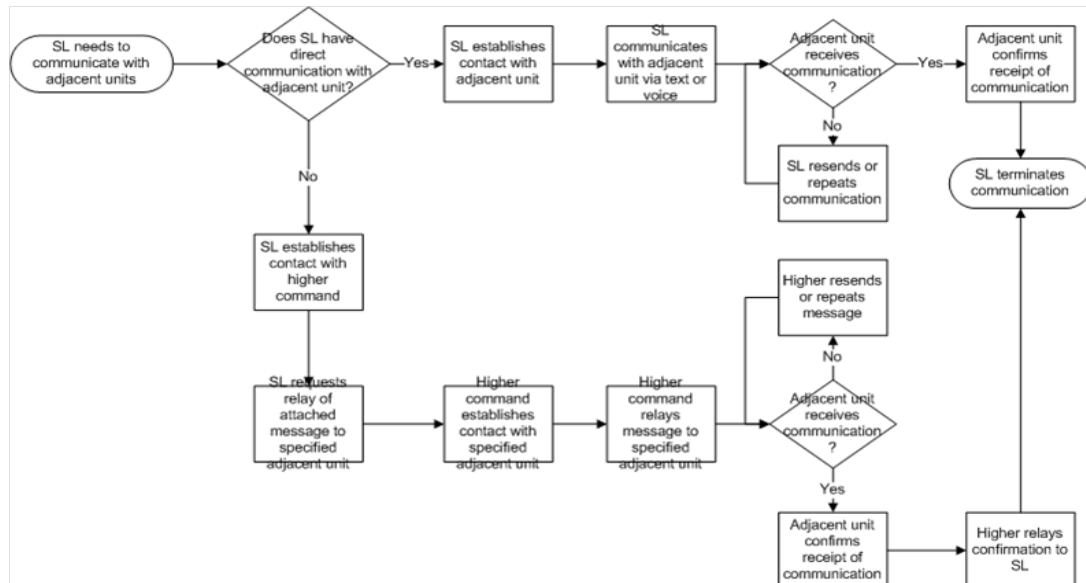 SL needs to
communicate with
adjacent units
Does SL have
direct
communication with
adjacent unit?
Yes
SL establishes
contact with
adjacent unit
SL
communicates
with adjacent
unit via text or
voice
Adjacent unit
receives
communication
?
Yes
Adjacent unit
confirms
receipt of
communication
No
SL resends or
repeats
communication
SL terminates
communication
No
SL establishes
contact with
higher
command
Higher resends
or repeats
message
No
SL requests
relay of
attached
message to
specified
adjacent unit
Higher
command
establishes
contact with
specified
adjacent unit
Higher
command
relays
message to
specified
adjacent unit
Adjacent unit
receives
communication
?
Yes
Adjacent unit
confirms
receipt of
communication
Higher relays
confirmation to
SL